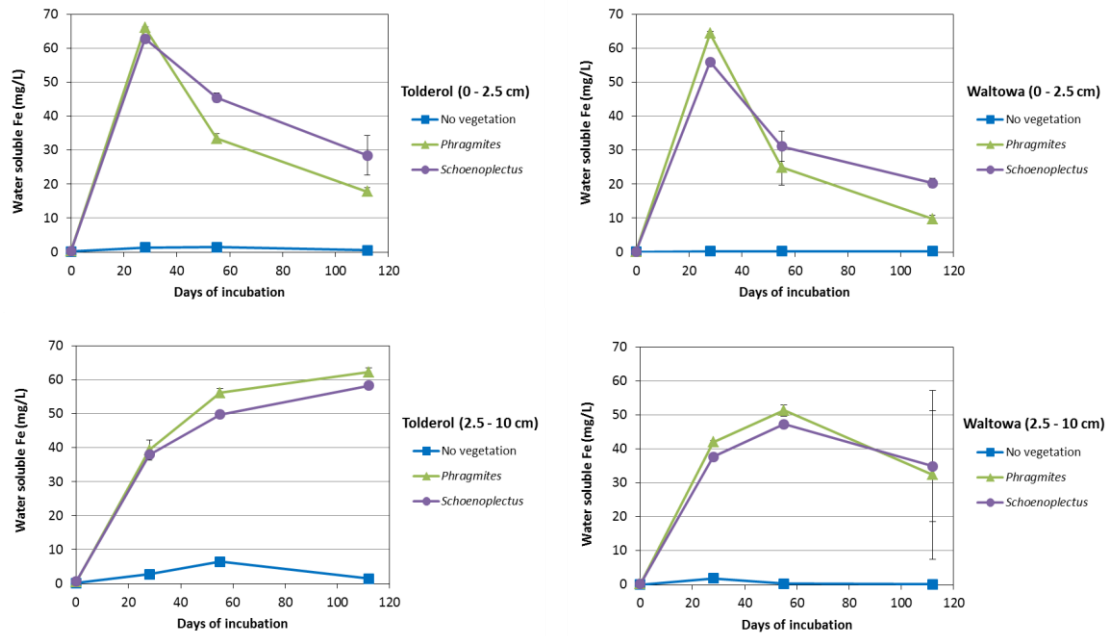 70
60
50
40
30
20
10
0
Water soluble Fe (mg/L)
0 20 40 60 80 100 120
Days of incubation
Tolderol (0 - 2.5 cm)
No vegetation
Phragmites
Schoenoplectus
70
60
50
40
30
20
10
0
Water soluble Fe (mg/L)
0 20 40 60 80 100 120
Days of incubation
Waltowa (0 - 2.5 cm)
No vegetation
Phragmites
Schoenoplectus
70
60
50
40
30
20
10
0
Water soluble Fe (mg/L)
0 20 40 60 80 100 120
Days of incubation
Tolderol (2.5 - 10 cm)
No vegetation
Phragmites
Schoenoplectus
70
60
50
40
30
20
10
0
Water soluble Fe (mg/L)
0 20 40 60 80 100 120
Days of incubation
Waltowa (2.5 - 10 cm)
No vegetation
Phragmites
Schoenoplectus